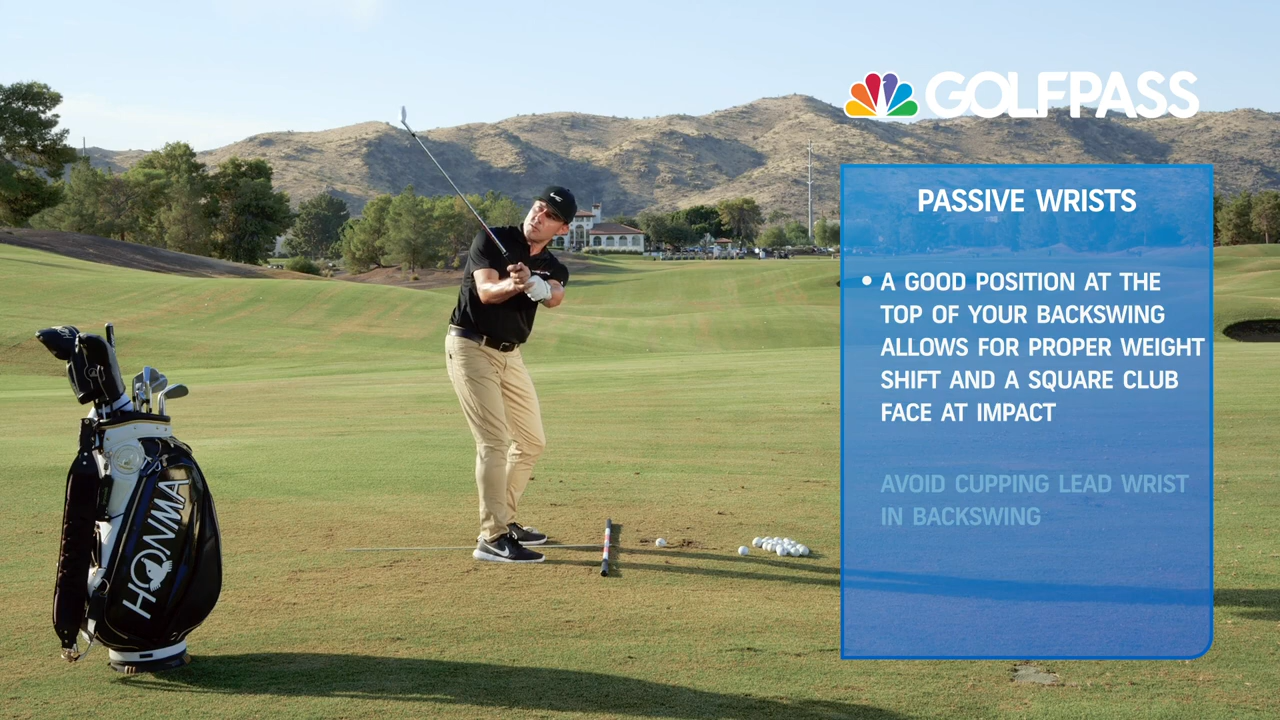 GOLFPASS
PASSIVE WRISTS
• A GOOD POSITION AT THE
TOP OF YOUR BACKSWING
ALLOWS FOR PROPER WEIGHT
SHIFT AND A SQUARE CLUB
FACE AT IMPACT
AVOID CUPPING LEAD WRIST
IN BACKSWING
HONMA